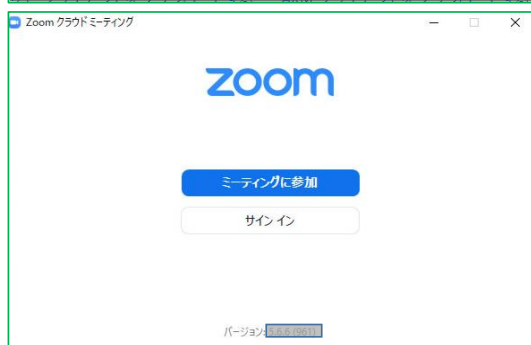 Zoom クラウド ミーティング
zoom
ミーティングに参加
サイン イン
バージョン: 5.6.6 (961)